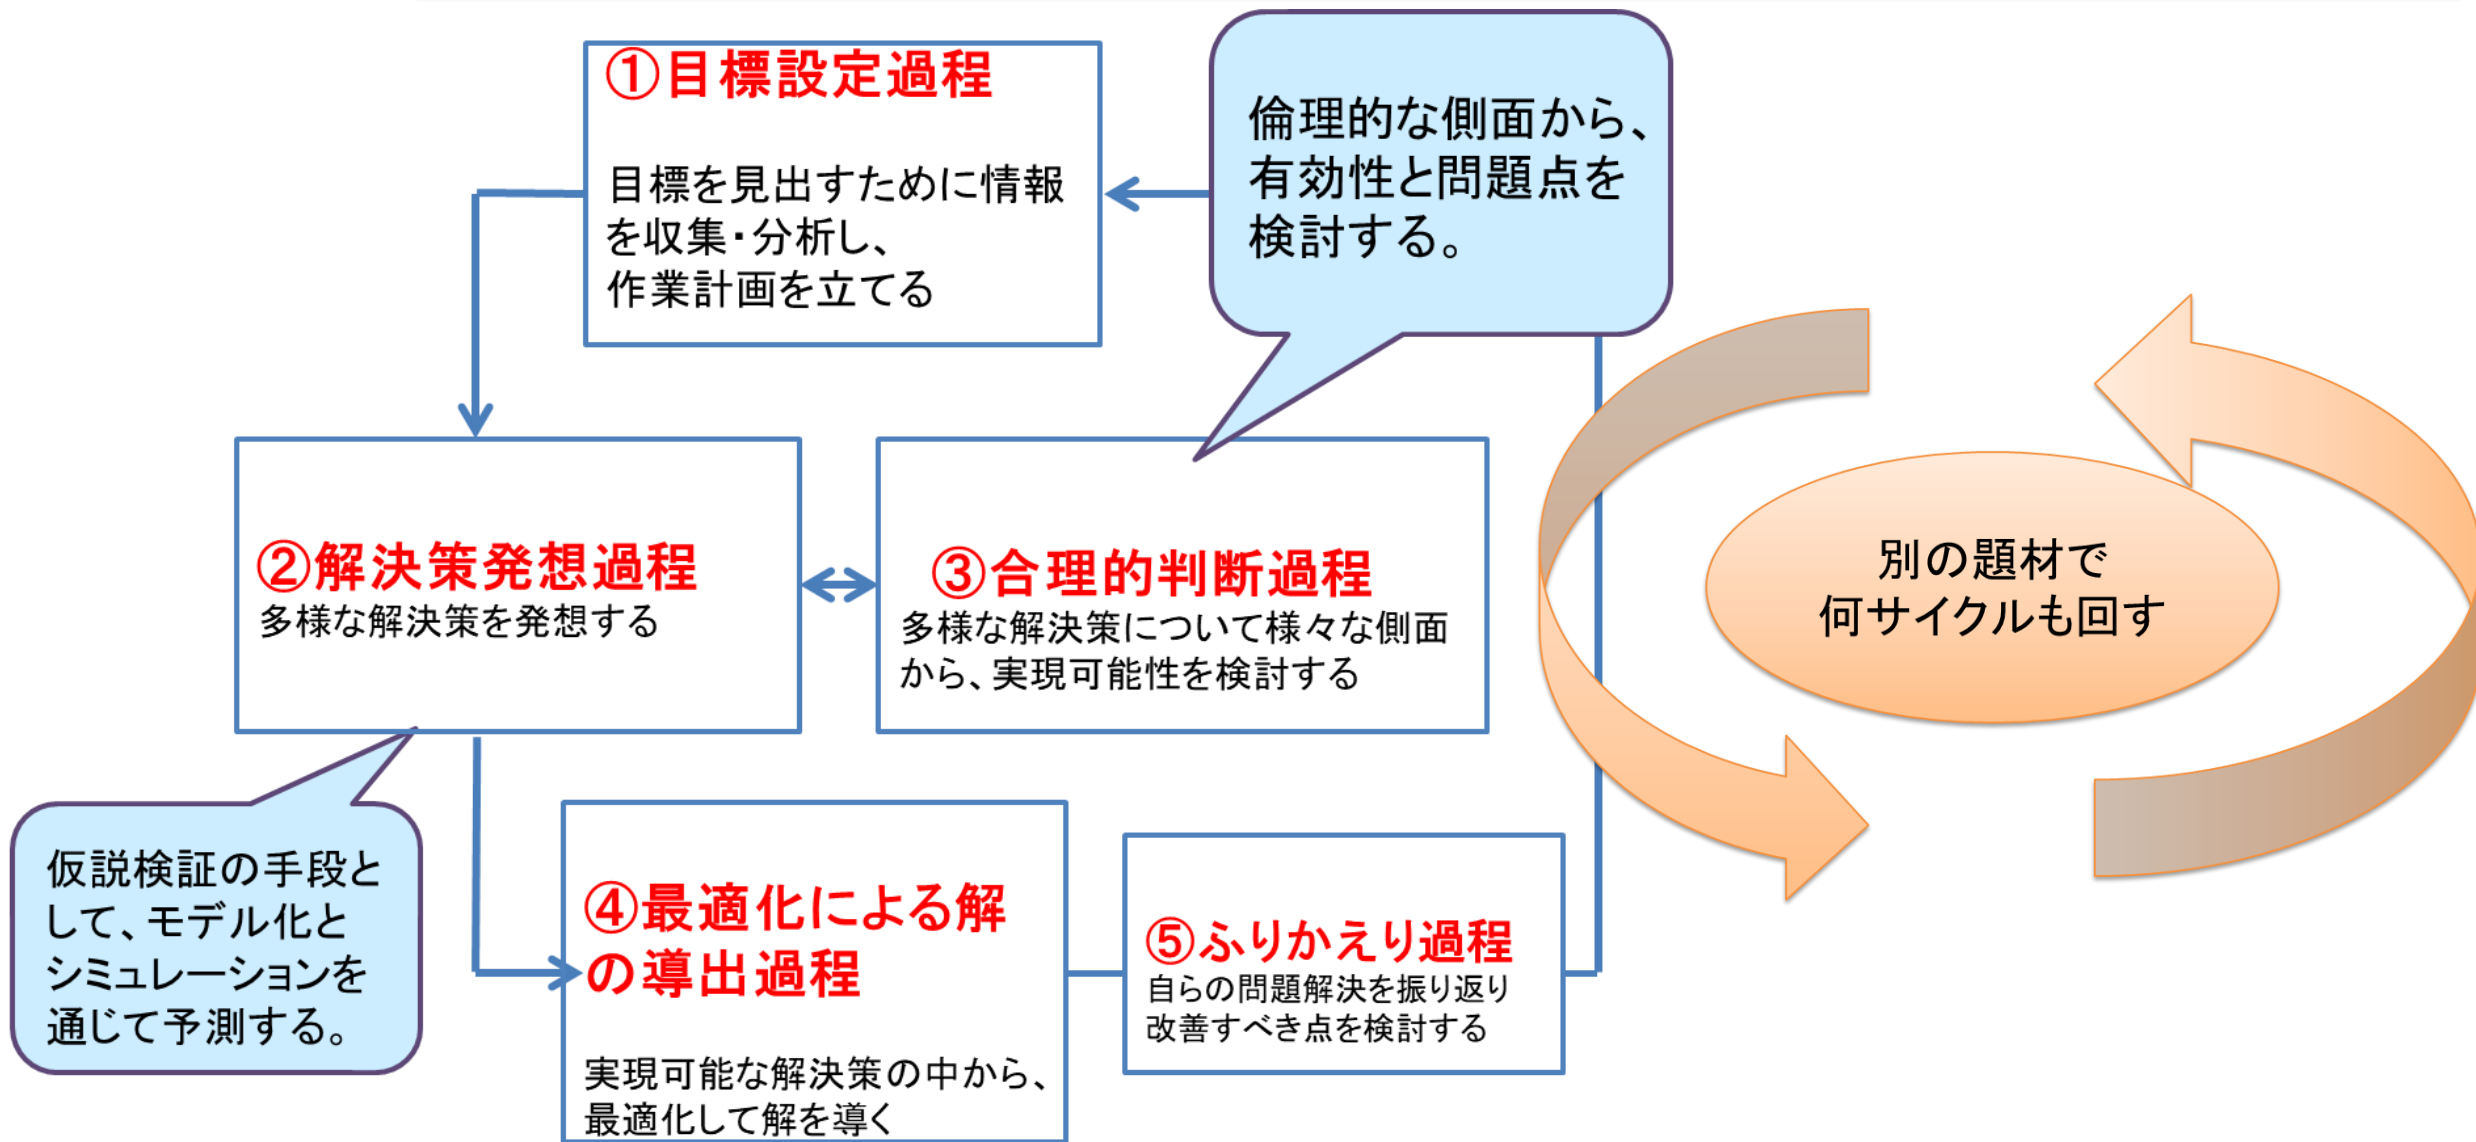 ①目標設定過程
目標を見出すために情報
を収集・分析し、
作業計画を立てる
倫理的な側面から、
有効性と問題点を
検討する。
②解決策発想過程
多様な解決策を発想する
③合理的判断過程
多様な解決策について様々な側面
から、実現可能性を検討する
別の題材で
何サイクルも回す
仮説検証の手段と
して、モデル化と
シミュレーションを
通じて予測する。
④最適化による解
の導出過程
実現可能な解決策の中から、
最適化して解を導く
⑤ふりかえり過程
自らの問題解決を振り返り
改善すべき点を検討する